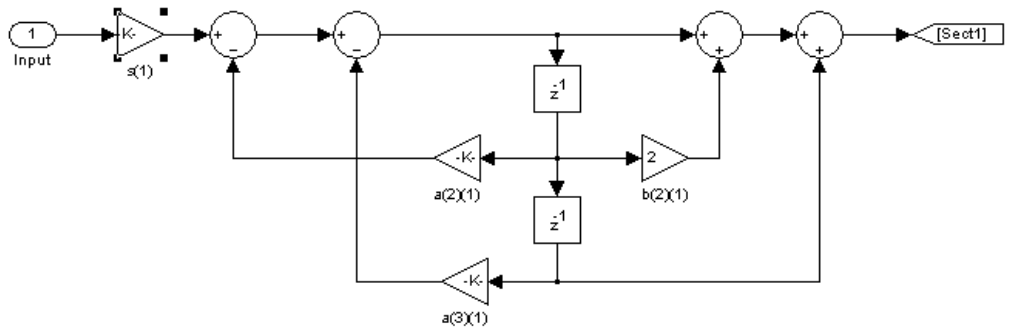 1
Input
K-
s(1)
+
−
+
−
+
+
+
+
[Sect1]
z-1
-K-
a(2)(1)
2
b(2)(1)
z-1
-K-
a(3)(1)